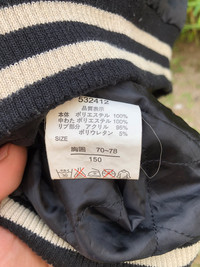 532412
品質表示
本体 ポリエステル 100%
中わた ポリエステル 100%
リブ部分 アクリル 95%
ポリウレタン 5%
SIZE
胸囲 70-78
150